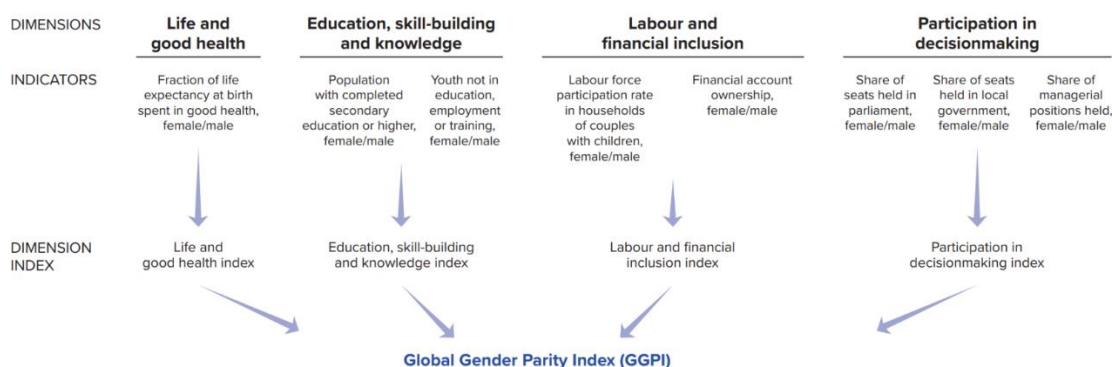 DIMENSIONS
Life and
good health
Education, skill-building
and knowledge
Labour and
financial inclusion
Participation in
decisionmaking
INDICATORS
Fraction of life
expectancy at birth
spent in good health,
female/male
Population
with completed
secondary
education or higher,
female/male
Youth not in
education,
employment
or training,
female/male
Labour force
participation rate
in households
of couples
with children,
female/male
Financial account
ownership,
female/male
Share of
seats held in
parliament,
female/male
Share of seats
held in local
government,
female/male
Share of
managerial
positions held,
female/male
DIMENSION
INDEX
Life and
good health index
Education, skill-building
and knowledge index
Labour and financial
inclusion index
Participation in
decisionmaking index
Global Gender Parity Index (GGPI)